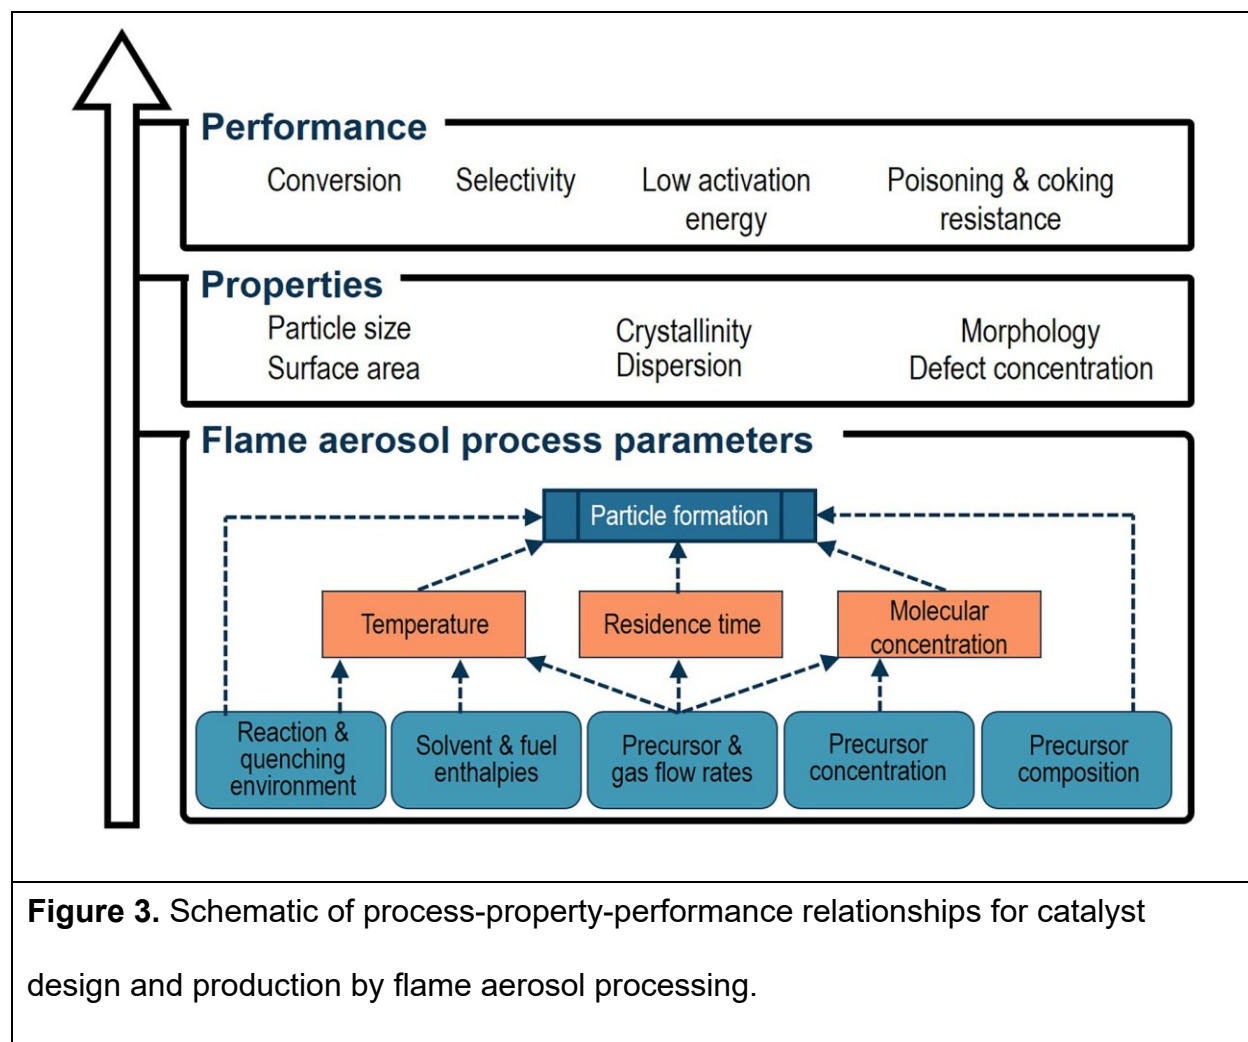 Performance
Conversion
Selectivity
Low activation
energy
Poisoning & coking
resistance
Properties
Particle size
Surface area
Crystallinity
Dispersion
Morphology
Defect concentration
Flame aerosol process parameters
Particle formation
Temperature
Residence time
Molecular
concentration
Reaction &
quenching
environment
Solvent & fuel
enthalpies
Precursor &
gas flow rates
Precursor
concentration
Precursor
composition
Figure 3. Schematic of process-property-performance relationships for catalyst
design and production by flame aerosol processing.